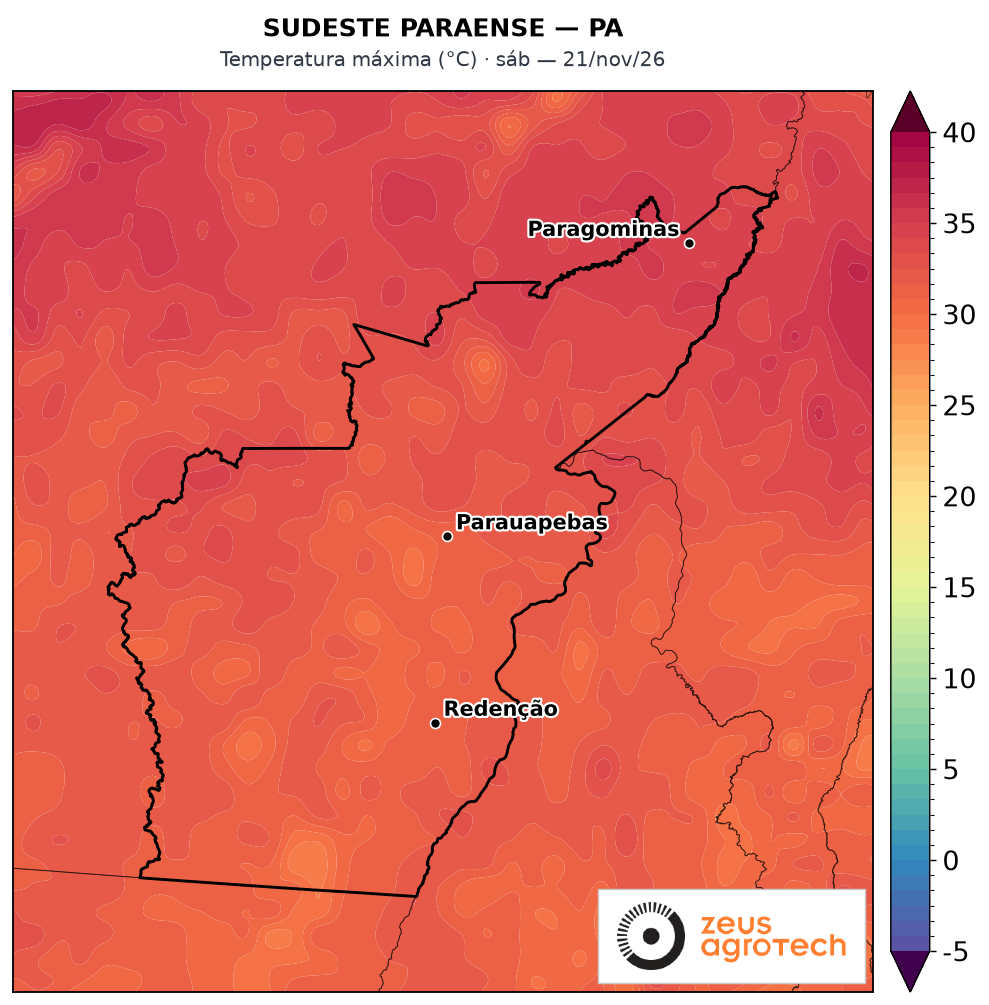 SUDESTE PARAENSE — PA
Temperatura máxima (°C) · sáb — 21/nov/26
Paragominas
Parauapebas
Redenção
40
35
30
25
20
15
10
5
0
-5
zeus
agrotech